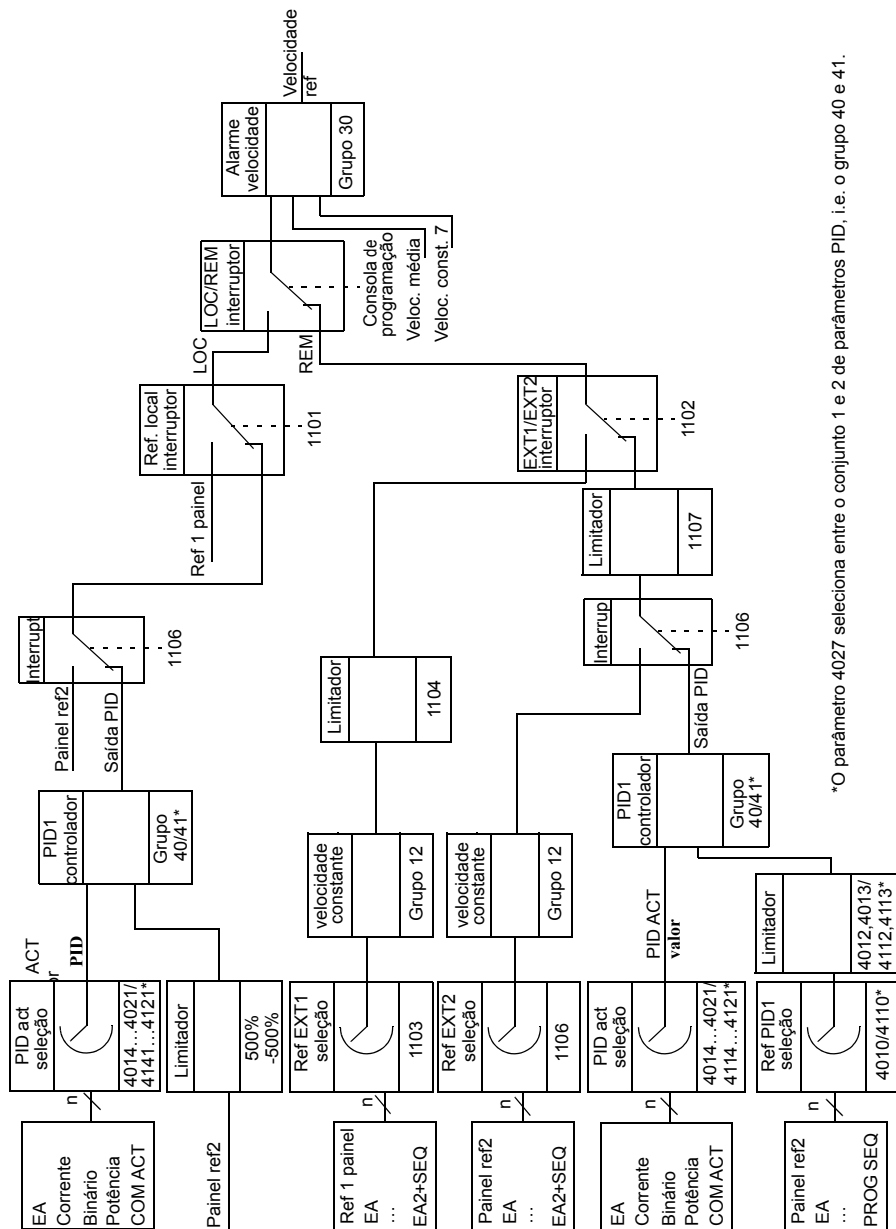 EA
Corrente
Binário
Potência
COM ACT
n
PID act
seleção
4014…4021/
4141…4121*
ACT
or
PID
Painel ref2
Limitador
500%
-500%
PID1
controlador
Grupo
40/41*
Painel ref2
Saída PID
Interrupt
1106
Ref 1 painel
Ref. local
interruptor
1101
LOC
REM
LOC/REM
interruptor
Consola de
programação
Veloc. média
Veloc. const. 7
Alarme
velocidade
Grupo 30
Velocidade
ref
Ref 1 painel
EA
…
EA2+SEQ
n
Ref EXT1
seleção
1103
velocidade
constante
Grupo 12
Limitador
1104
Painel ref2
EA
…
EA2+SEQ
n
Ref EXT2
seleção
1106
velocidade
constante
Grupo 12
EXT1/EXT2
interruptor
1102
EA
Corrente
Binário
Potência
COM ACT
n
PID act
seleção
4014…4021/
4114…4121*
PID ACT
valor
PID1
controlador
Grupo
40/41*
Saída PID
Interrup
1106
Limitador
1107
Painel ref2
EA
…
PROG SEQ
n
Ref PID1
seleção
4010/4110*
Limitador
4012,4013/
4112,4113*
*O parâmetro 4027 seleciona entre o conjunto 1 e 2 de parâmetros PID, i.e. o grupo 40 e 41.